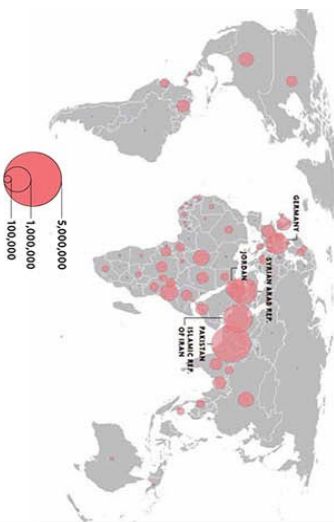 GERMANY
SYRIAN ARAB REP.
JORDAN
PAKISTAN
ISLAMIC REP.
OF IRAN
5,000,000
1,000,000
100,000